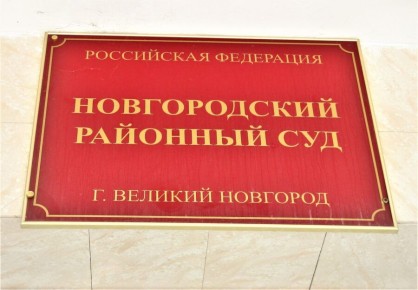 РОССИЙСКАЯ ФЕДЕРАЦИЯ
НОВГОРОДСКИЙ
РАЙОННЫЙ СУД
Г. ВЕЛИКИЙ НОВГОРОД